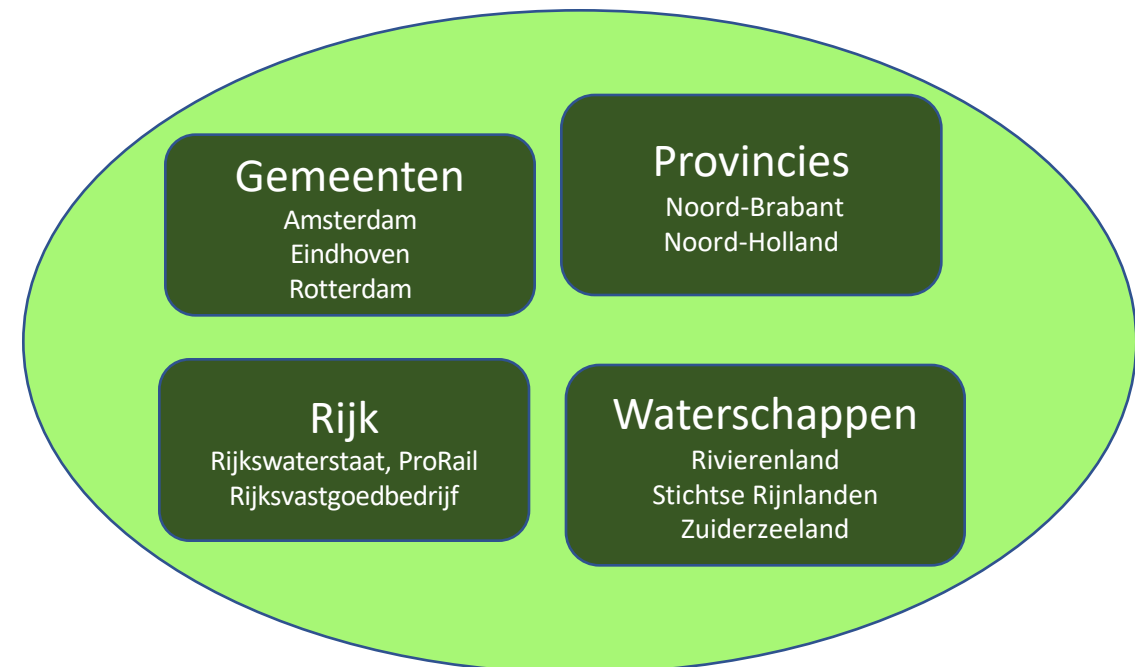 Gemeenten
Amsterdam
Eindhoven
Rotterdam
Provincies
Noord-Brabant
Noord-Holland
Rijk
Rijkswaterstaat, ProRail
Rijksvastgoedbedrijf
Waterschappen
Rivierenland
Stichtse Rijnlanden
Zuiderzeeland